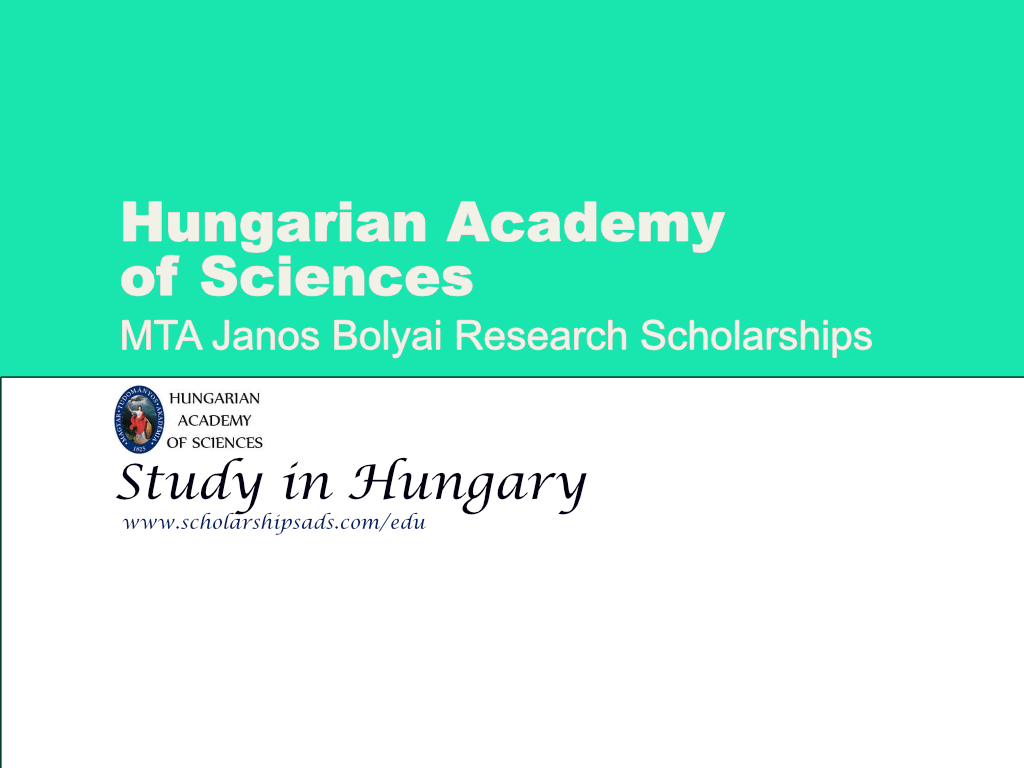 Hungarian Academy
of Sciences
MTA Janos Bolyai Research Scholarships
MAGYAR · TUDOMÁNYOS · AKADÉMIA
1825
HUNGARIAN
ACADEMY
OF SCIENCES
Study in Hungary
www.scholarshipsads.com/edu